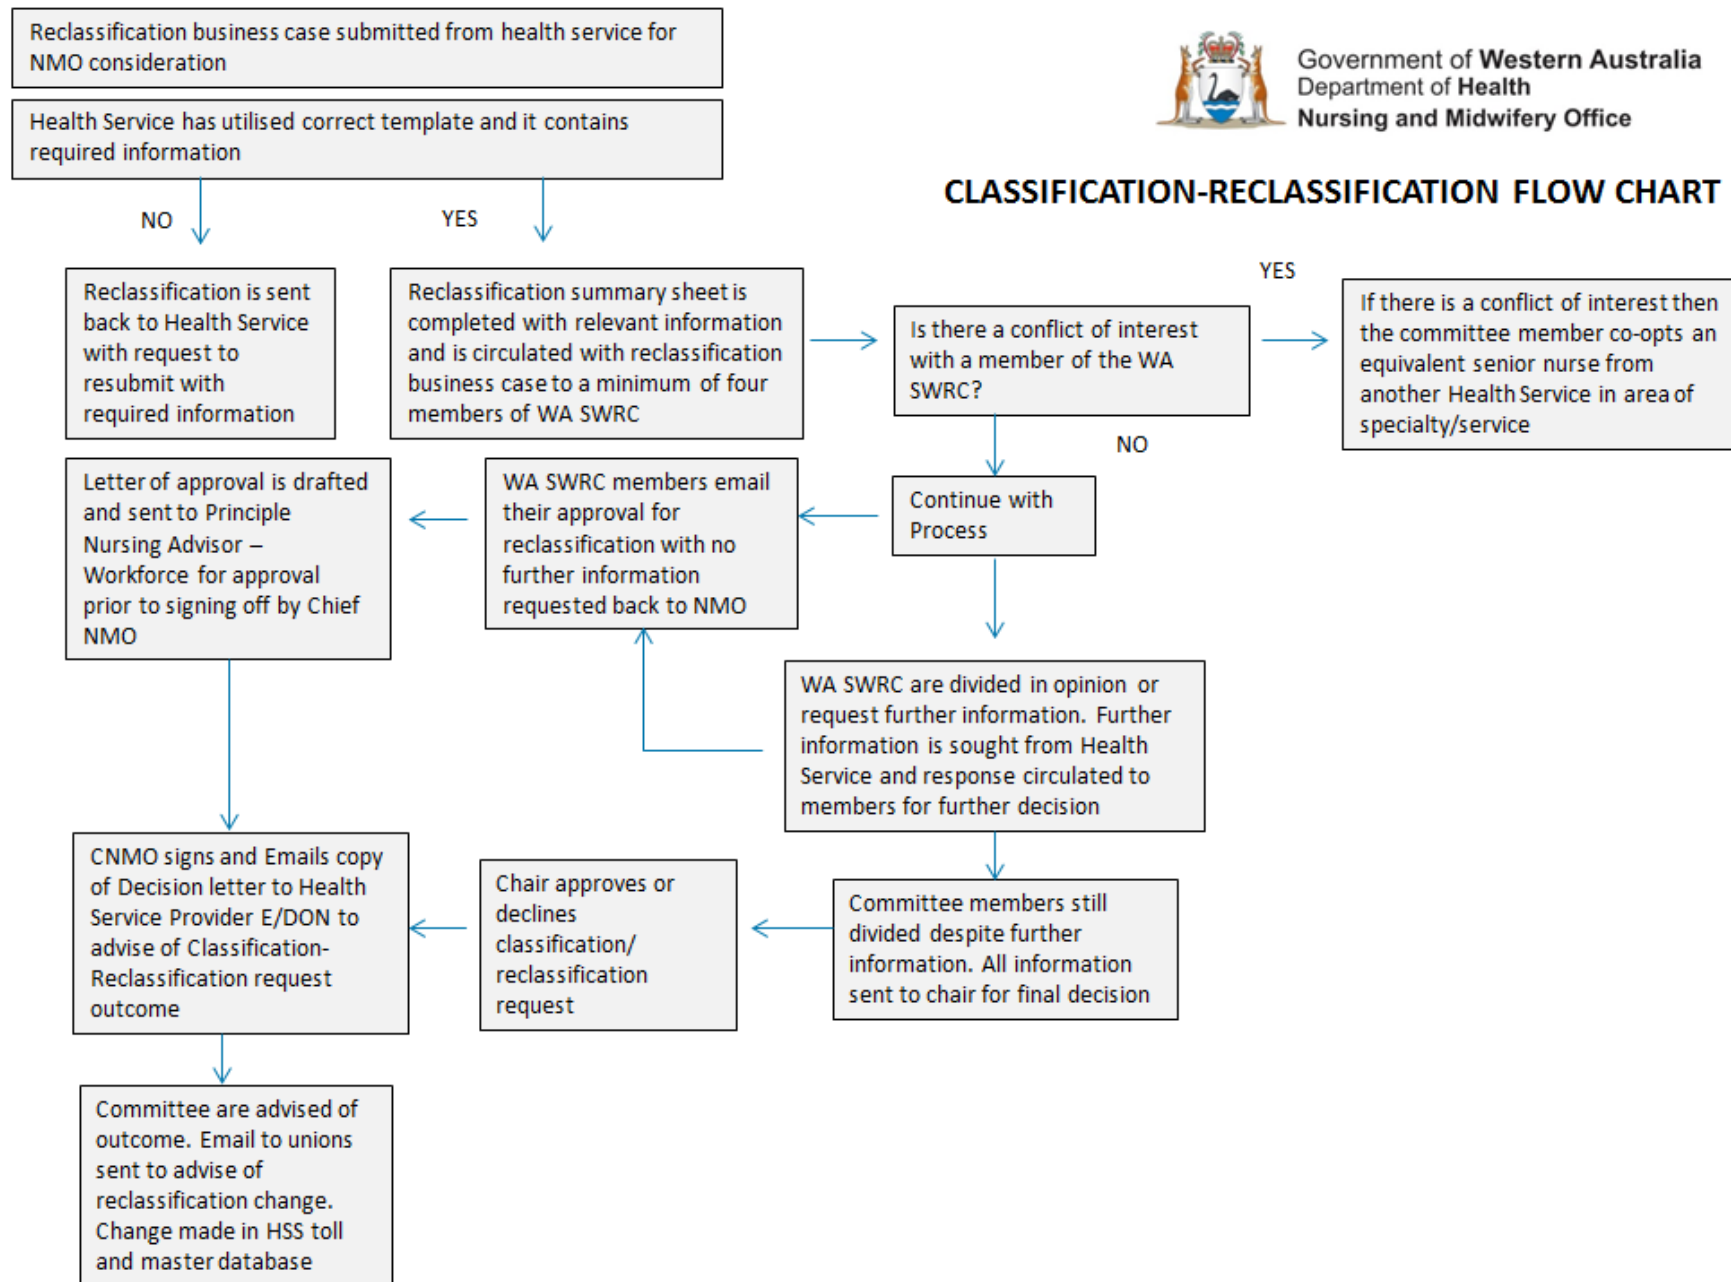 Reclassification business case submitted from health service for
NMO consideration
Government of Western Australia
Department of Health
Nursing and Midwifery Office
Health Service has utilised correct template and it contains
required information
CLASSIFICATION-RECLASSIFICATION FLOW CHART
NO
YES
Reclassification is sent
back to Health Service
with request to
resubmit with
required information
Reclassification summary sheet is
completed with relevant information
and is circulated with reclassification
business case to a minimum of four
members of WA SWRC
Is there a conflict of interest
with a member of the WA
SWRC?
YES
If there is a conflict of interest then
the committee member co-opts an
equivalent senior nurse from
another Health Service in area of
specialty/service
NO
Continue with
Process
WA SWRC members email
their approval for
reclassification with no
further information
requested back to NMO
Letter of approval is drafted
and sent to Principle
Nursing Advisor –
Workforce for approval
prior to signing off by Chief
NMO
WA SWRC are divided in opinion or
request further information. Further
information is sought from Health
Service and response circulated to
members for further decision
Committee members still
divided despite further
information. All information
sent to chair for final decision
Chair approves or
declines
classification/
reclassification
request
CNMO signs and Emails copy
of Decision letter to Health
Service Provider E/DON to
advise of Classification-
Reclassification request
outcome
Committee are advised of
outcome. Email to unions
sent to advise of
reclassification change.
Change made in HSS toll
and master database